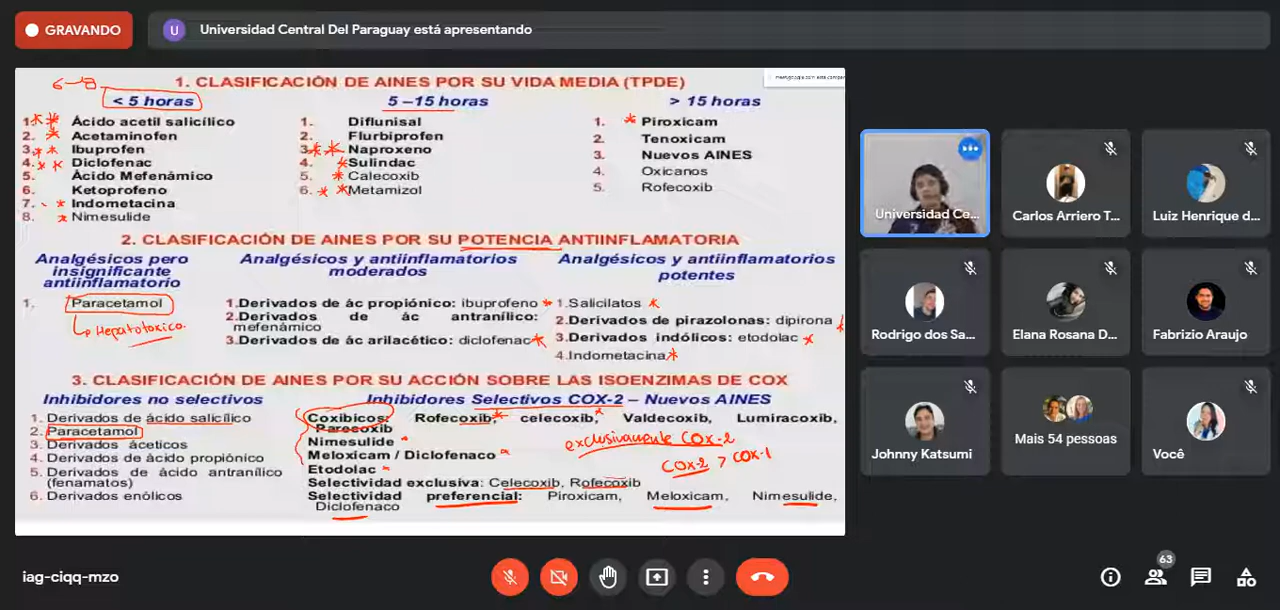 GRAVANDO
U
Universidad Central Del Paraguay está apresentando
1. CLASIFICACIÓN DE AINES POR SU VIDA MEDIA (TPDE)
6-8
< 5 horas
1. Ácido acetil salicílico
2. Acetaminofen
3. Ibuprofen
4. Diclofenac
5. Ácido Mefenámico
6. Ketoprofeno
7. Indometacina
8. Nimesulide
5 –15 horas
1. Diflunisal
2. Flurbiprofen
3. Naproxeno
4. Sulindac
5. Calecoxib
6. Metamizol
> 15 horas
1. Piroxicam
2. Tenoxicam
3. Nuevos AINES
4. Oxicanos
5. Rofecoxib
2. CLASIFICACIÓN DE AINES POR SU POTENCIA ANTIINFLAMATORIA
Analgésicos pero
insignificante
antiinflamatorio
1. Paracetamol
Hepatotoxico.
Analgésicos y antiinflamatorios
moderados
1.Derivados de ác propiónico: ibuprofeno
2.Derivados de ác antranílico:
mefenámico
3.Derivados de ác arilacético: diclofenac
Analgésicos y antiinflamatorios
potentes
1.Salicilatos
2.Derivados de pirazolonas: dipirona
3.Derivados indólicos: etodolac
4.Indometacina
3. CLASIFICACIÓN DE AINES POR SU ACCIÓN SOBRE LAS ISOENZIMAS DE COX
Inhibidores no selectivos
1. Derivados de ácido salicílico
2. Paracetamol
3. Derivados áceticos
4. Derivados de ácido propiónico
5. Derivados de ácido antranílico
(fenamatos)
6. Derivados enólicos
Inhibidores Selectivos COX-2 – Nuevos AINES
Coxibicos: Rofecoxib, celecoxib, Valdecoxib, Lumiracoxib,
Parecoxib
Nimesulide
Meloxicam / Diclofenaco
Etodolac
exclusivamente COX-2
COX-2 > COX-1
Selectividad exclusiva: Celecoxib, Rofecoxib
Selectividad preferencial: Piroxicam, Meloxicam, Nimesulide,
Diclofenaco
Universidad Ce...
Carlos Arriero T...
Luiz Henrique d...
Rodrigo dos Sa...
Elana Rosana D...
Fabrizio Araujo
Johnny Katsumi
Mais 54 pessoas
Você
iag-ciqq-mzo
63